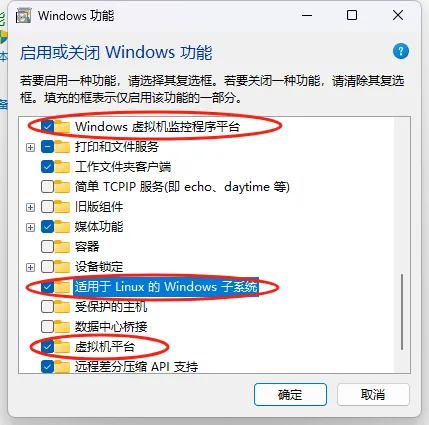 Windows 功能
启用或关闭 Windows 功能
若要启用一种功能，请选择其复选框。若要关闭一种功能，请清除其复选
框。填充的框表示仅启用该功能的一部分。
Windows 虚拟机监控程序平台
打印和文件服务
工作文件夹客户端
简单 TCPIP 服务(即 echo、daytime 等)
旧版组件
媒体功能
容器
设备锁定
适用于 Linux 的 Windows 子系统
受保护的主机
数据中心桥接
虚拟机平台
远程差分压缩 API 支持
确定
取消